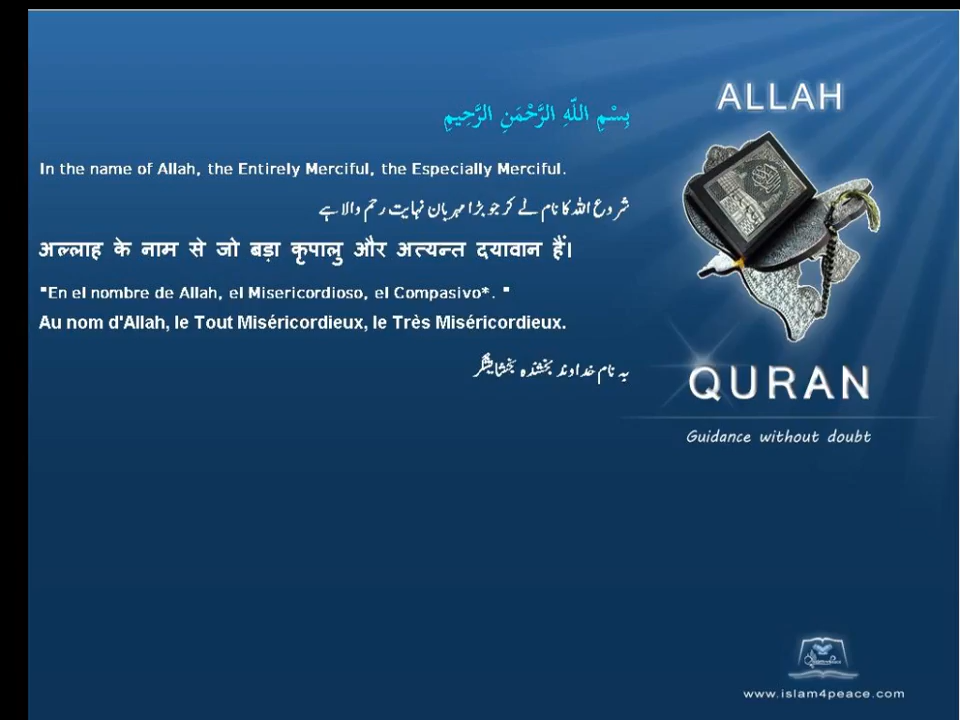 بِسْمِ اللَّهِ الرَّحْمَنِ الرَّحِيمِ
In the name of Allah, the Entirely Merciful, the Especially Merciful.
شروع اللہ کا نام لے کر جو بڑا مہربان نہایت رحم والا ہے
अल्लाह के नाम से जो बड़ा कृपालु और अत्यन्त दयावान हैं।
"En el nombre de Allah, el Misericordioso, el Compasivo*. "
Au nom d'Allah, le Tout Miséricordieux, le Très Miséricordieux.
به نام خداوند بخشنده بخشایشگر
ALLAH
QURAN
Guidance without doubt
www.islam4peace.com